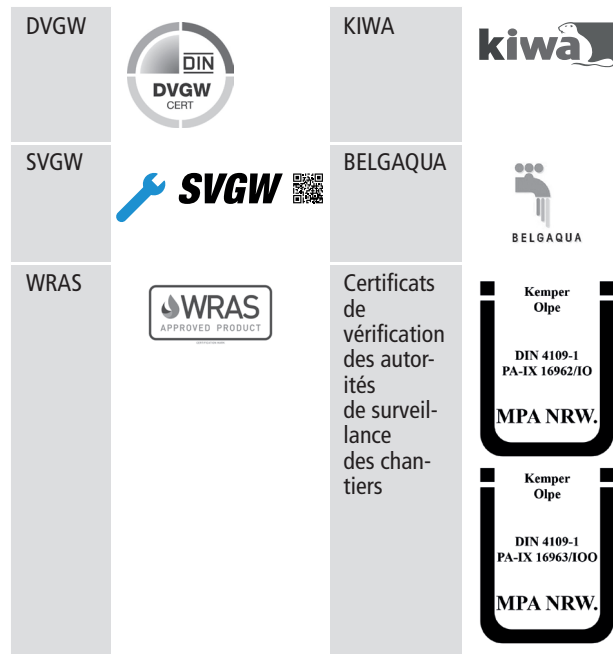 DVGW
DIN
DVGW
CERT
KIWA
kiwa
SVGW
SVGW
BELGAQUA
BELGAQUA
WRAS
WRAS
APPROVED PRODUCT
Certificats
de
vérification
des autor-
ités
de surveil-
lance
des chan-
tiers
Kemper
Olpe
DIN 4109-1
PA-IX 16962/IO
MPA NRW.
Kemper
Olpe
DIN 4109-1
PA-IX 16963/IOO
MPA NRW.